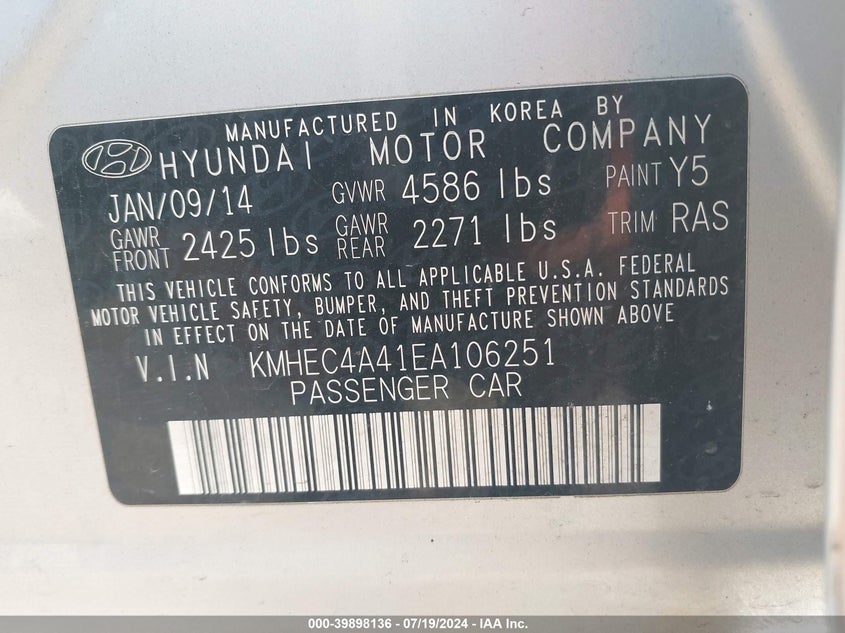 MANUFACTURED IN KOREA BY
HYUNDAI MOTOR COMPANY
JAN/09/14 GVWR 4586 lbs PAINT Y5
GAWR FRONT 2425 lbs GAWR REAR 2271 lbs TRIM RAS
THIS VEHICLE CONFORMS TO ALL APPLICABLE U.S.A. FEDERAL
MOTOR VEHICLE SAFETY, BUMPER, AND THEFT PREVENTION STANDARDS
IN EFFECT ON THE DATE OF MANUFACTURE SHOWN ABOVE
V.I.N KMHEC4A41EA106251
PASSENGER CAR
000-39898136 - 07/19/2024 - IAA Inc.